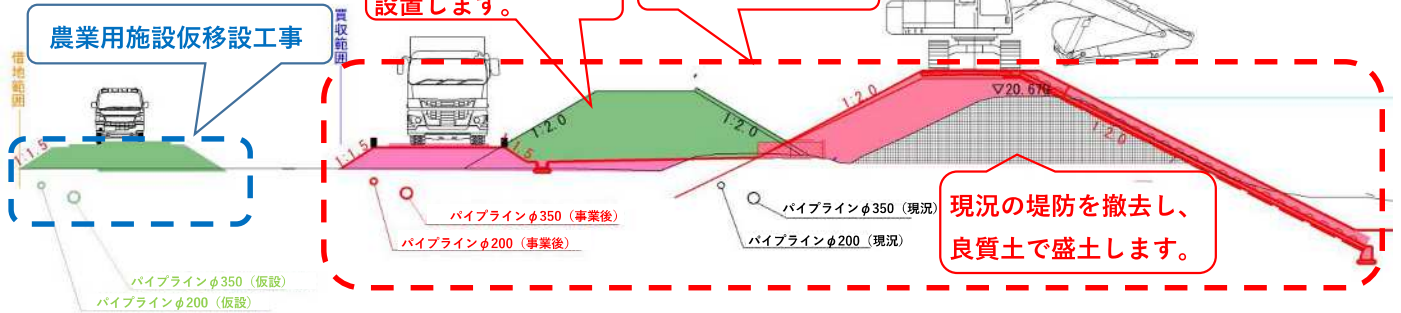 設置します。
農業用施設仮移設工事
買収範囲
借地範囲
1:1.5
1:1.5
1.5
1:2.0
1:2.0
1:2.0
▽20.670
1:2.0
パイプラインφ350(事業後)
パイプラインφ200(事業後)
パイプラインφ350(現況)
パイプラインφ200(現況)
現況の堤防を撤去し、
良質土で盛土します。
パイプラインφ350(仮設)
パイプラインφ200(仮設)